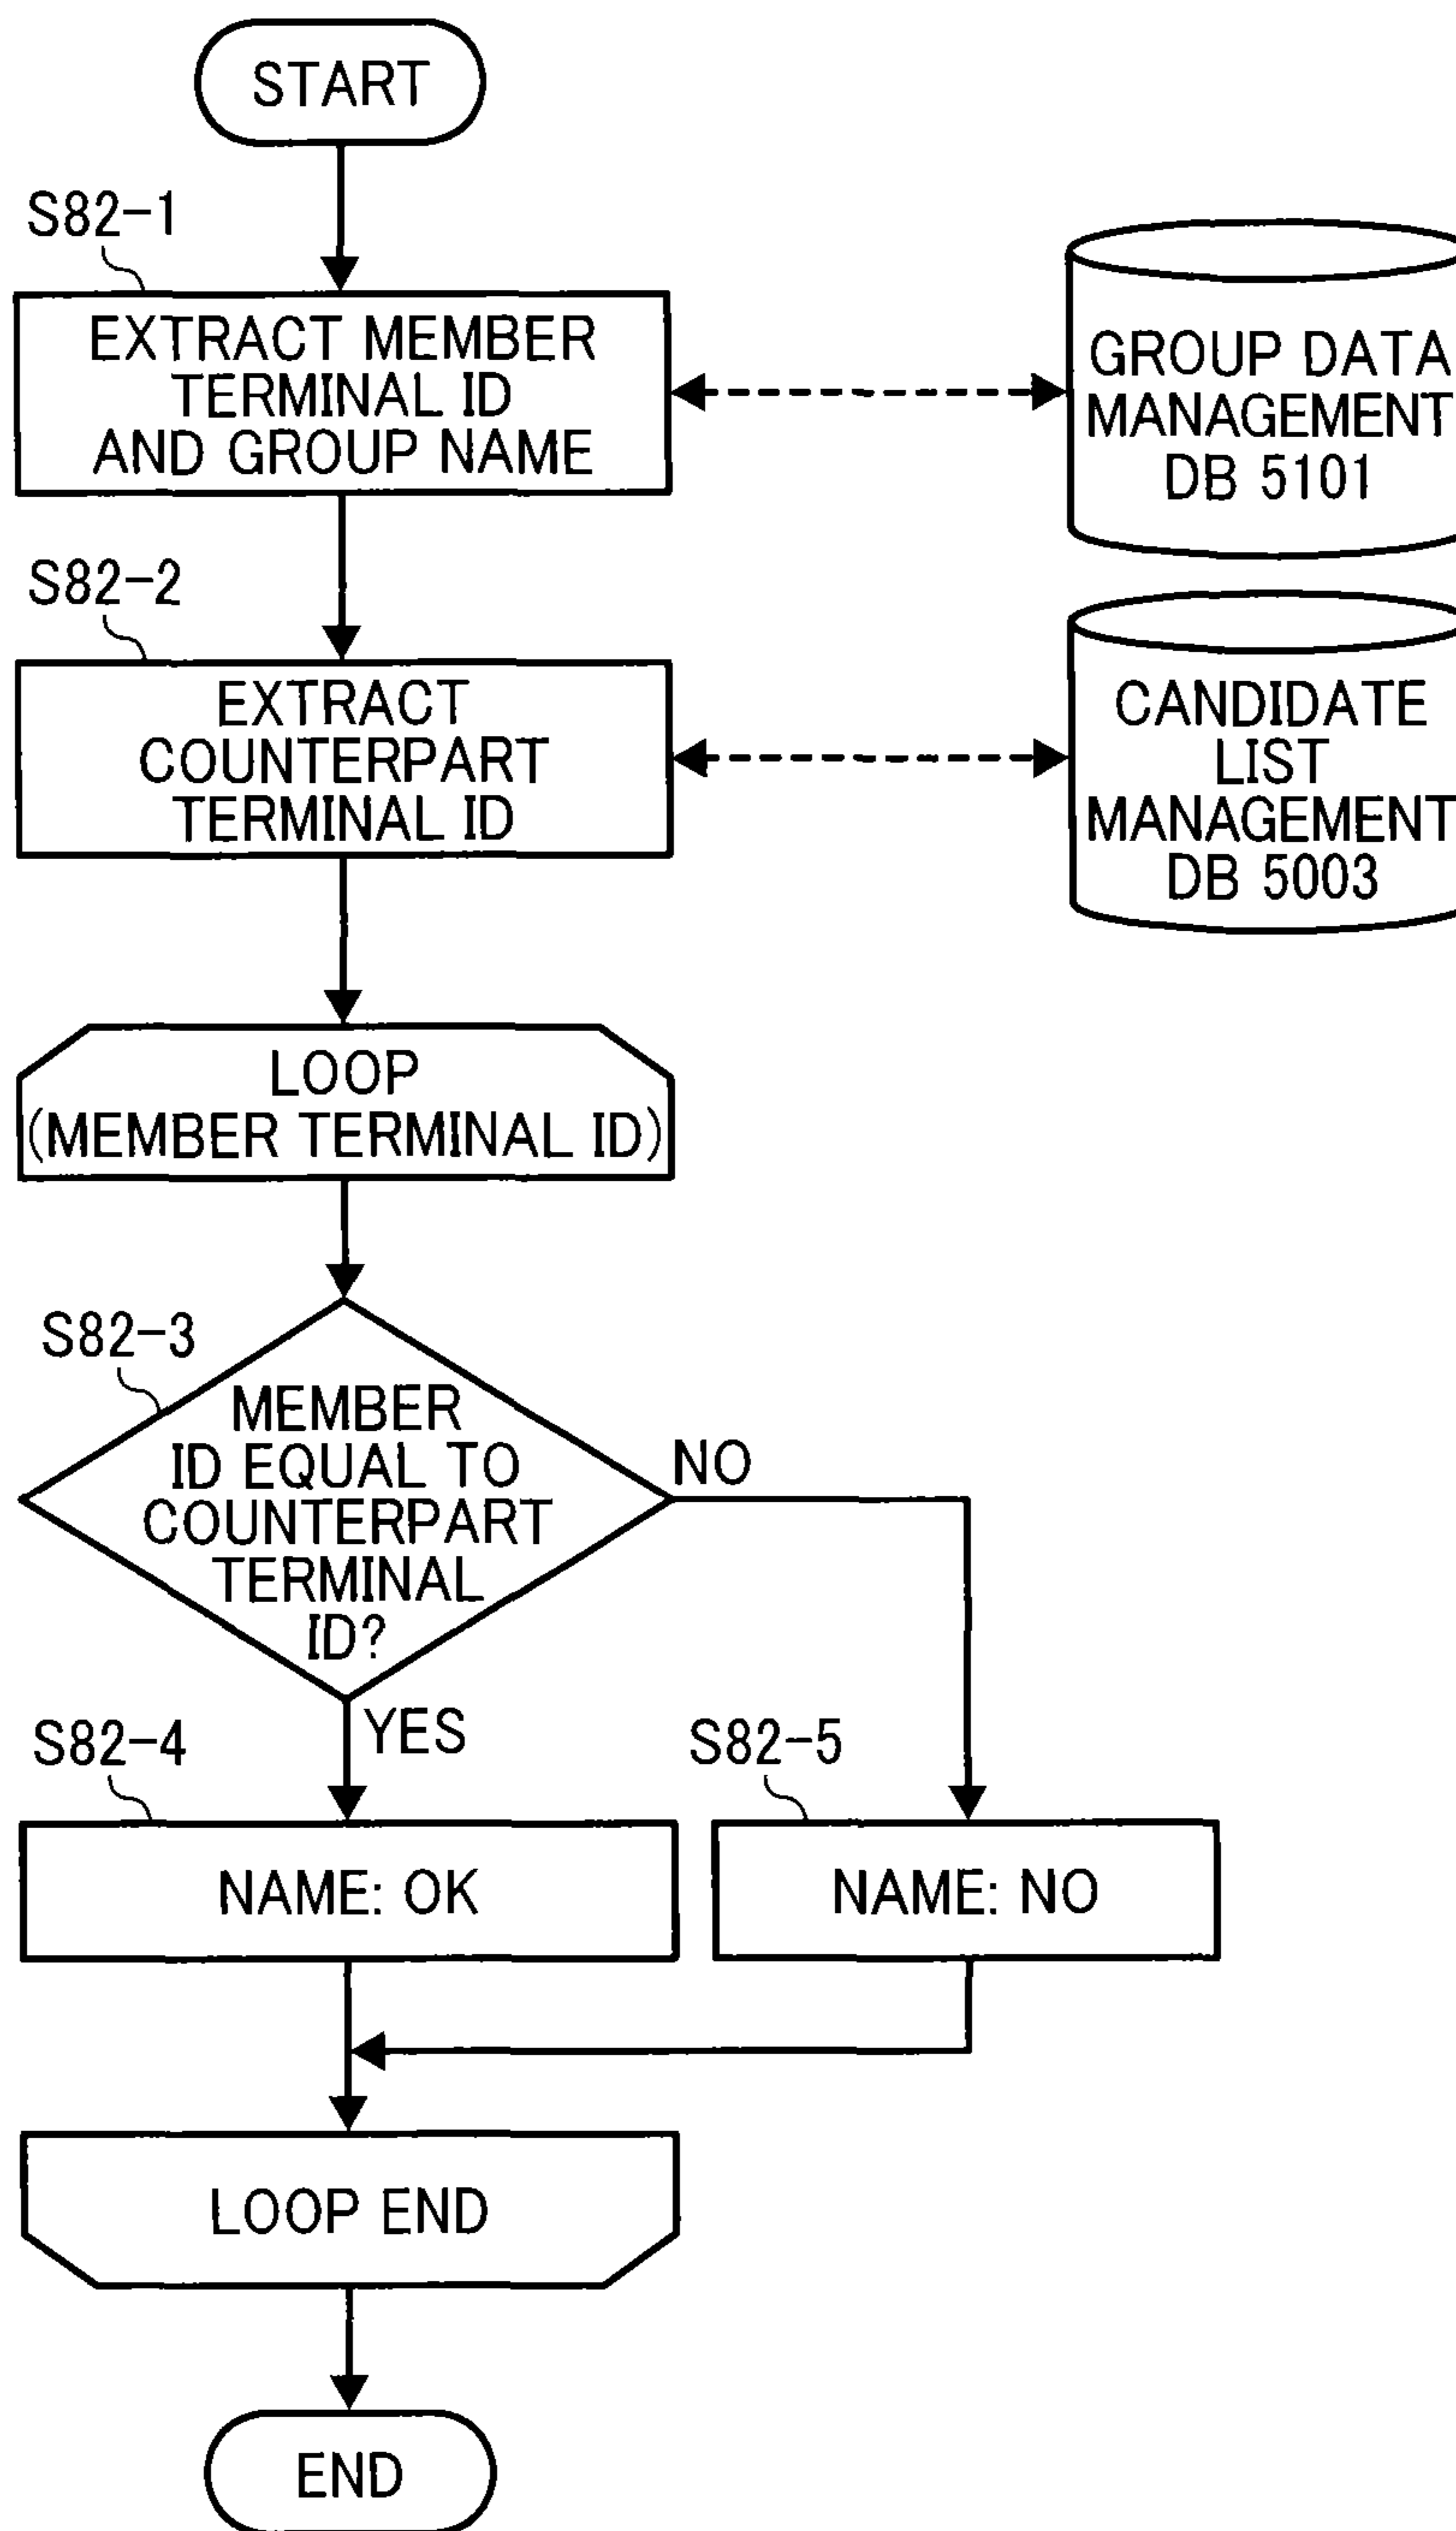 START
S82-1
EXTRACT MEMBER
TERMINAL ID
AND GROUP NAME
GROUP DATA
MANAGEMENT
DB 5101
S82-2
EXTRACT
COUNTERPART
TERMINAL ID
CANDIDATE
LIST
MANAGEMENT
DB 5003
LOOP
(MEMBER TERMINAL ID)
S82-3
MEMBER
ID EQUAL TO
COUNTERPART
TERMINAL
ID?
NO
YES
S82-4
NAME: OK
S82-5
NAME: NO
LOOP END
END